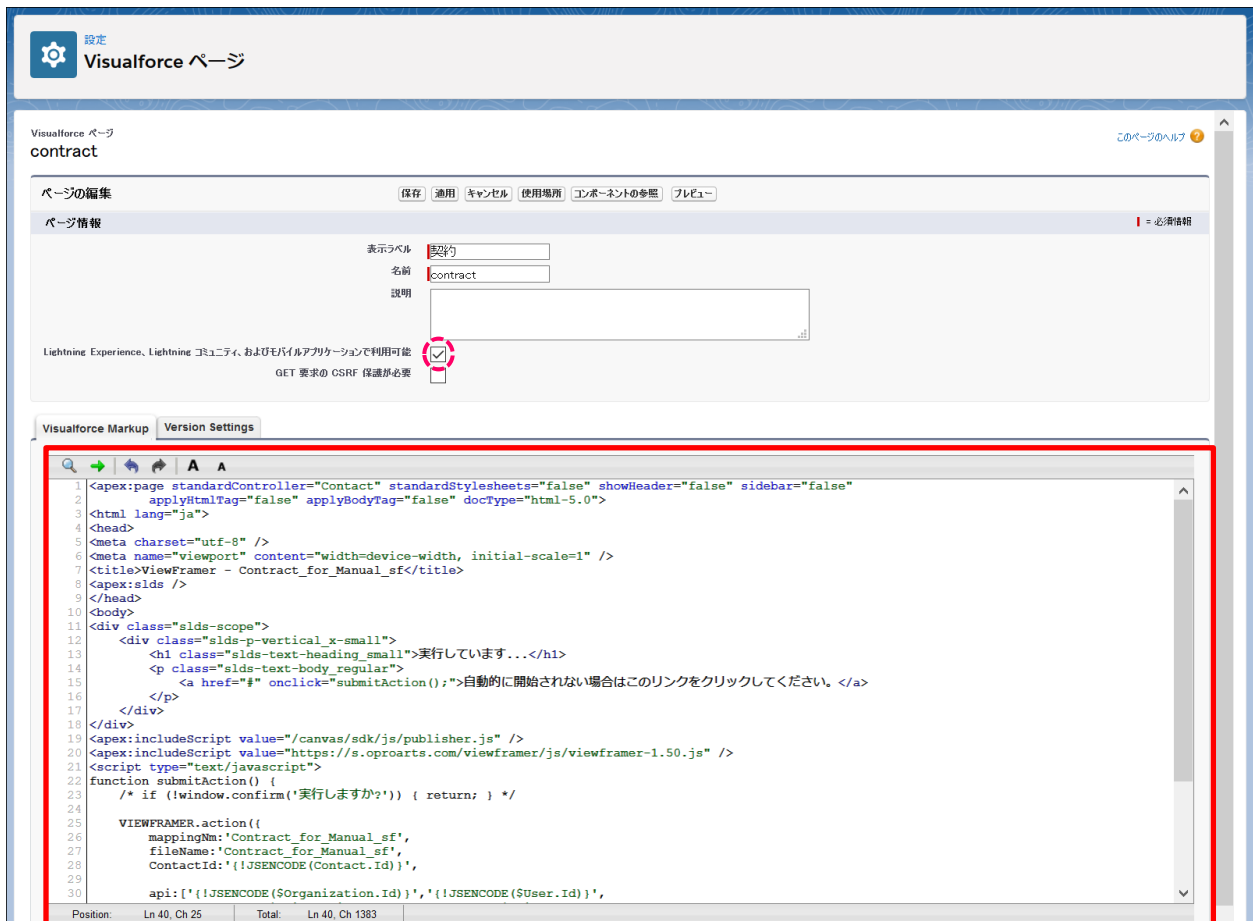 設定
Visualforce ページ
Visualforce ページ
contract
このページのヘルプ ?
ページの編集 保存 適用 キャンセル 使用場所 コンポーネントの参照 プレビュー
ページ情報 = 必須情報
表示ラベル 契約
名前 contract
説明
Lightning Experience、Lightning コミュニティ、およびモバイルアプリケーションで利用可能
GET 要求の CSRF 保護が必要
Visualforce Markup Version Settings
A A
1 <apex:page standardController="Contact" standardStylesheets="false" showHeader="false" sidebar="false"
2 applyHtmlTag="false" applyBodyTag="false" docType="html-5.0">
3 <html lang="ja">
4 <head>
5 <meta charset="utf-8" />
6 <meta name="viewport" content="width=device-width, initial-scale=1" />
7 <title>ViewFramer - Contract_for_Manual_sf</title>
8 <apex:slds />
9 </head>
10 <body>
11 <div class="slds-scope">
12 <div class="slds-p-vertical_x-small">
13 <h1 class="slds-text-heading_small">実行しています...</h1>
14 <p class="slds-text-body_regular">
15 <a href="#" onclick="submitAction();">自動的に開始されない場合はこのリンクをクリックしてください。</a>
16 </p>
17 </div>
18 </div>
19 <apex:includeScript value="/canvas/sdk/js/publisher.js" />
20 <apex:includeScript value="https://s.oproarts.com/viewframer/js/viewframer-1.50.js" />
21 <script type="text/javascript">
22 function submitAction() {
23 /* if (!window.confirm('実行しますか?')) { return; } */
24
25 VIEWFRAMER.action({
26 mappingNm:'Contract_for_Manual_sf',
27 fileName:'Contract_for_Manual_sf',
28 ContactId:'{!JSENCODE(Contact.Id)}',
29
30 api:['{!JSENCODE($Organization.Id)}','{!JSENCODE($User.Id)}',
Position: Ln 40, Ch 25 Total: Ln 40, Ch 1383